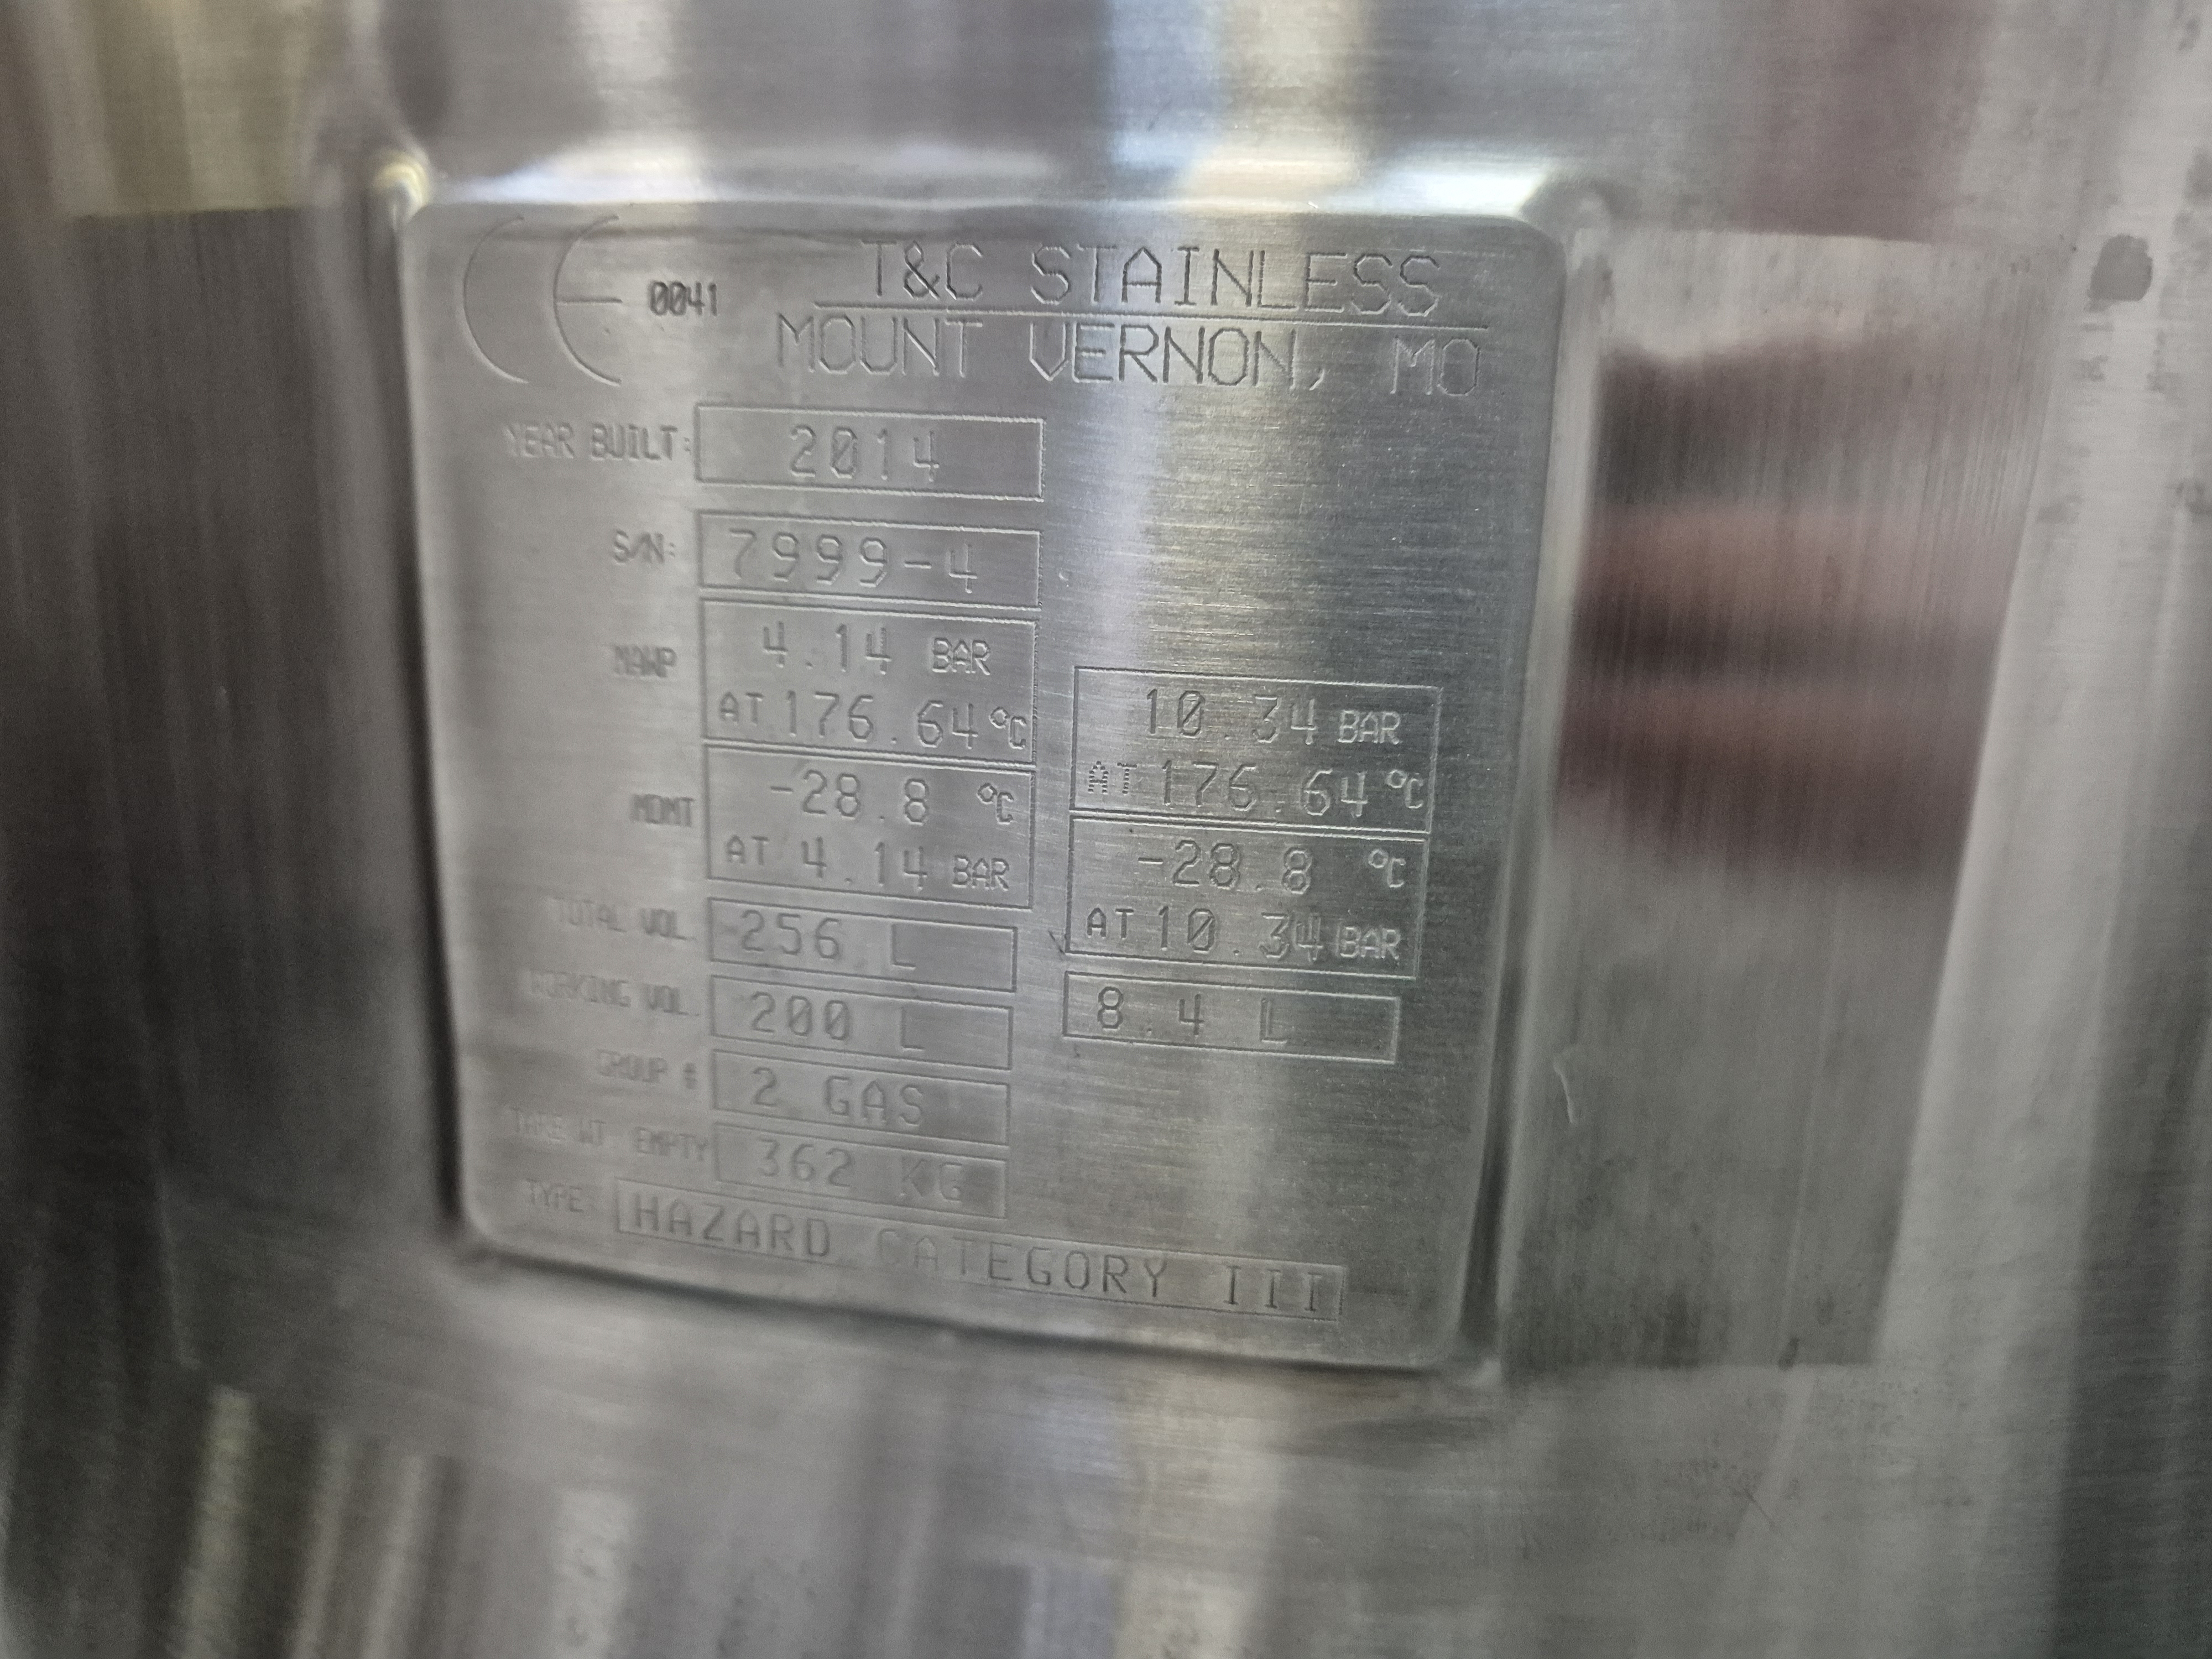 CE 0041 T&C STAINLESS
MOUNT VERNON, MO
YEAR BUILT: 2014
S/N: 7999-4
MAWP 4.14 BAR
AT 176.64 °C
10.34 BAR
AT 176.64 °C
MDMT -28.8 °C
AT 4.14 BAR
-28.8 °C
AT 10.34 BAR
TOTAL VOL. 256 L
8.4 L
WORKING VOL. 200 L
GROUP # 2 GAS
TARE WT. EMPTY 362 KG
TYPE: HAZARD CATEGORY III